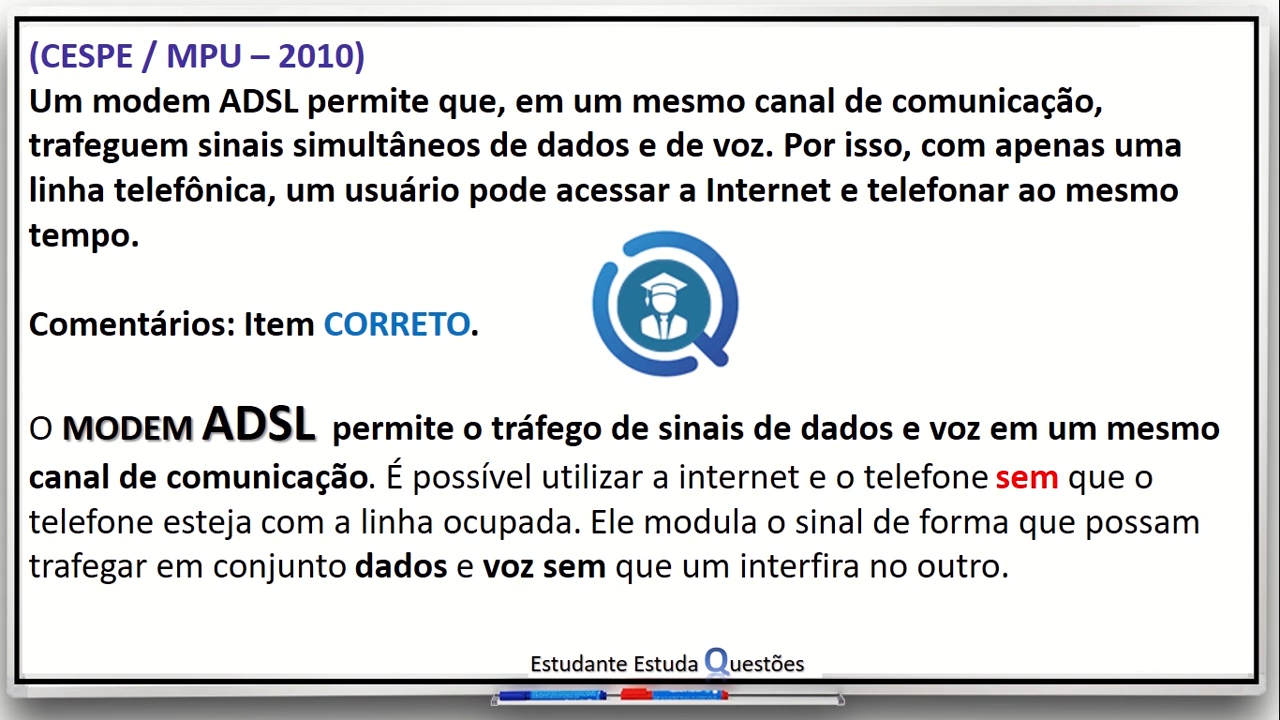 (CESPE / MPU – 2010)
Um modem ADSL permite que, em um mesmo canal de comunicação,
trafeguem sinais simultâneos de dados e de voz. Por isso, com apenas uma
linha telefônica, um usuário pode acessar a Internet e telefonar ao mesmo
tempo.
Comentários: Item CORRETO.
O MODEM ADSL permite o tráfego de sinais de dados e voz em um mesmo
canal de comunicação. É possível utilizar a internet e o telefone sem que o
telefone esteja com a linha ocupada. Ele modula o sinal de forma que possam
trafegar em conjunto dados e voz sem que um interfira no outro.
Estudante Estuda Questões